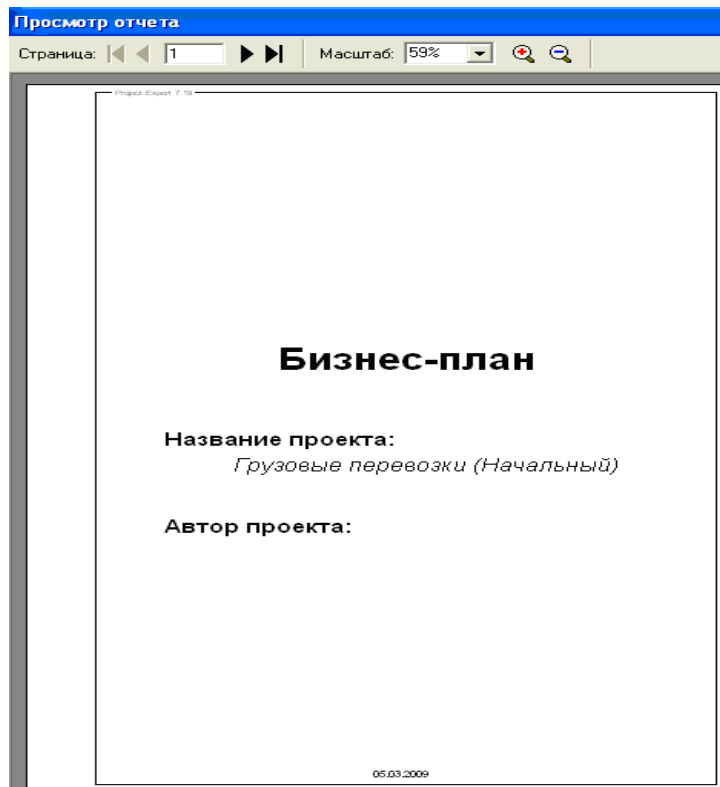 Просмотр отчета
Страница: 1 Масштаб: 59%
Project Expert 7.19
Бизнес-план
Название проекта:
Грузовые перевозки (Начальный)
Автор проекта:
05.03.2009